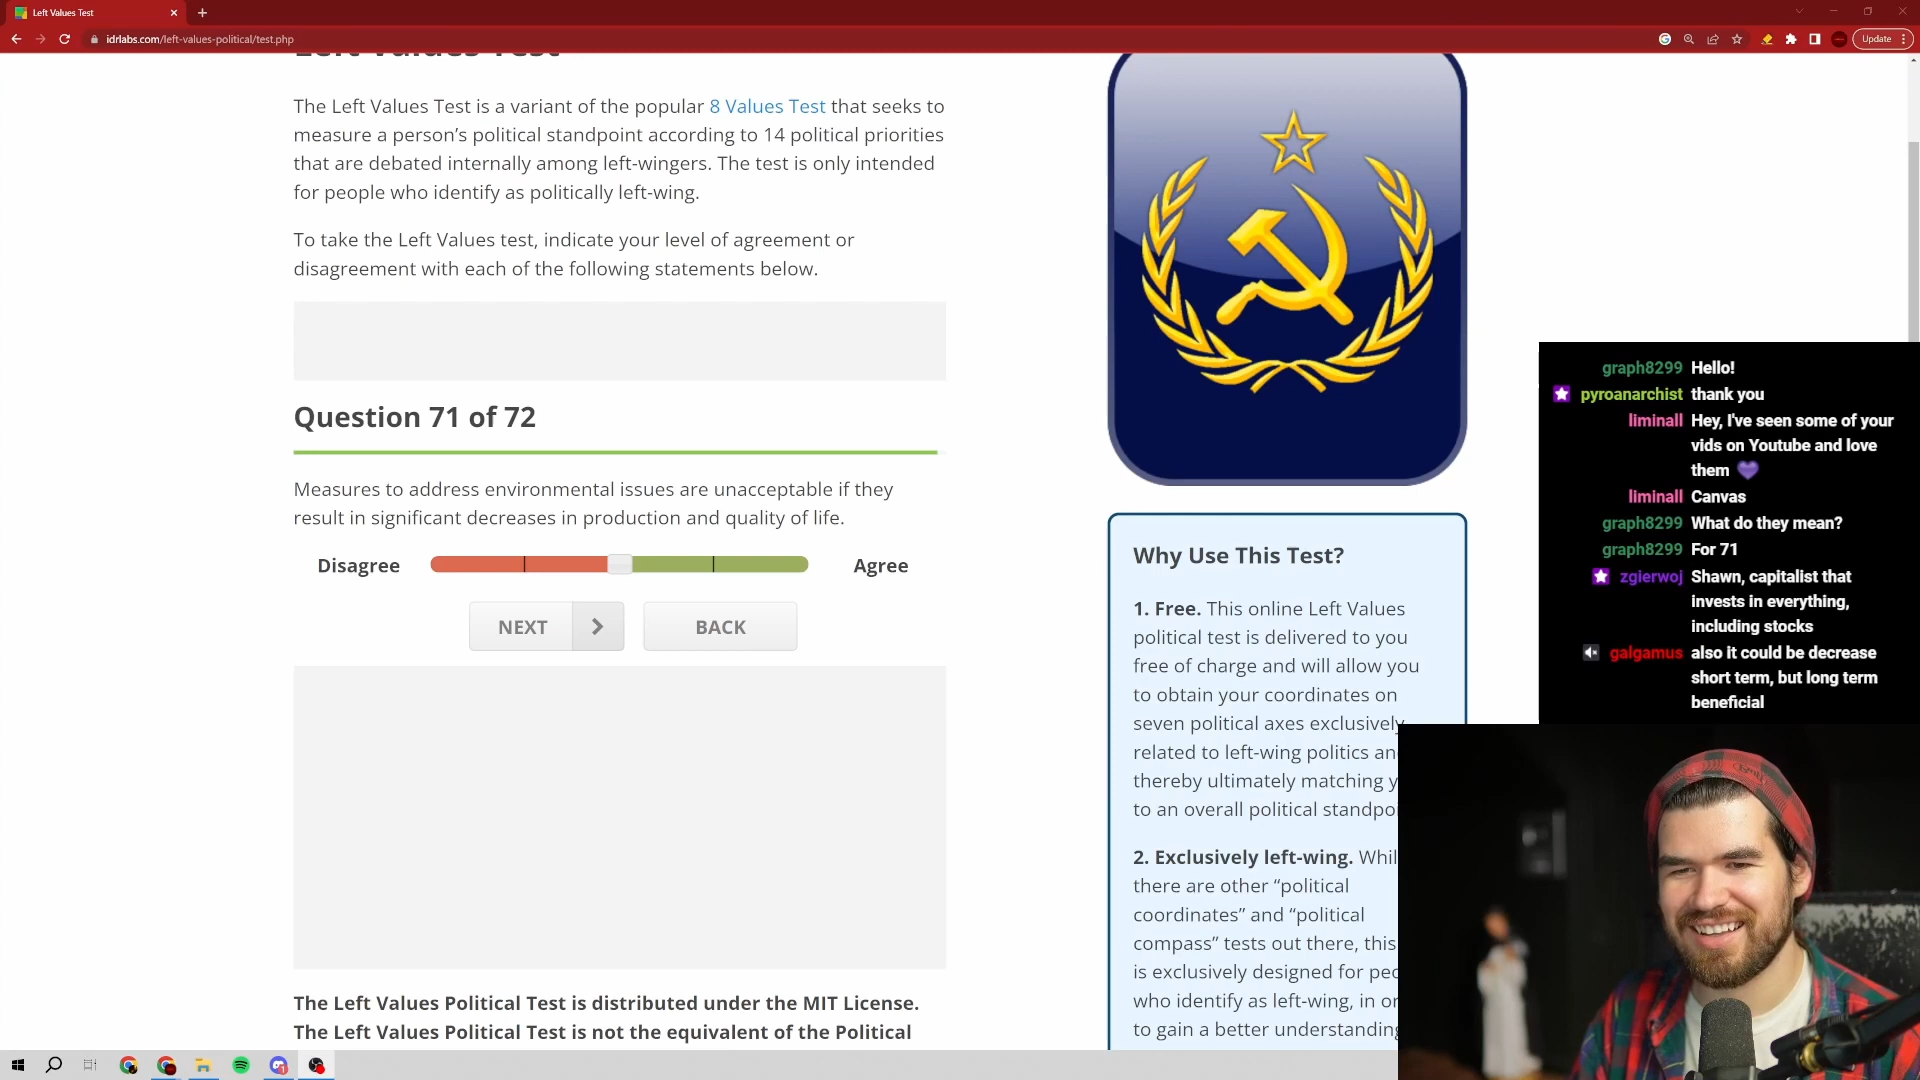 Left Values Test
idrlabs.com/left-values-political/test.php
Update
Left Values Test
The Left Values Test is a variant of the popular 8 Values Test that seeks to
measure a person's political standpoint according to 14 political priorities
that are debated internally among left-wingers. The test is only intended
for people who identify as politically left-wing.
To take the Left Values test, indicate your level of agreement or
disagreement with each of the following statements below.
Question 71 of 72
Measures to address environmental issues are unacceptable if they
result in significant decreases in production and quality of life.
Disagree
Agree
NEXT
BACK
The Left Values Political Test is distributed under the MIT License.
The Left Values Political Test is not the equivalent of the Political
Why Use This Test?
1. Free. This online Left Values
political test is delivered to you
free of charge and will allow you
to obtain your coordinates on
seven political axes exclusively
related to left-wing politics an
thereby ultimately matching y
to an overall political standpo
2. Exclusively left-wing. Whil
there are other “political
coordinates” and “political
compass” tests out there, this
is exclusively designed for peo
who identify as left-wing, in or
to gain a better understanding
graph8299 Hello!
pyroanarchist thank you
liminall Hey, I've seen some of your
vids on Youtube and love
them
liminall Canvas
graph8299 What do they mean?
graph8299 For 71
zgierwoj Shawn, capitalist that
invests in everything,
including stocks
galgamus also it could be decrease
short term, but long term
beneficial